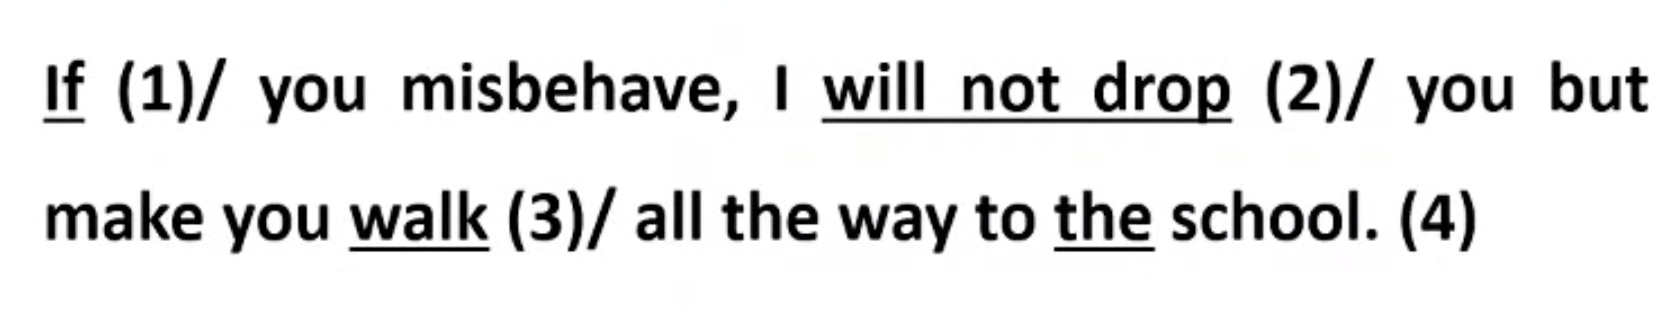 If (1)/ you misbehave, I will not drop (2)/ you but
make you walk (3)/ all the way to the school. (4)